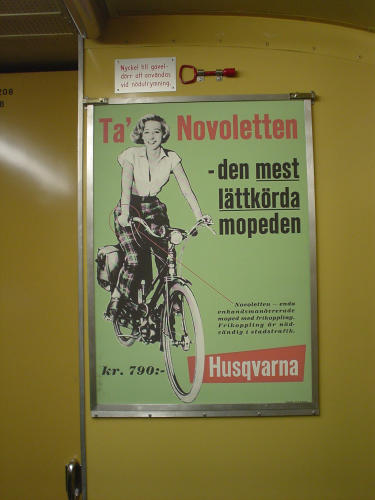 208
B
Nyckel till gavel-
dörr att användas
vid nödutrymning.
Ta' Novoletten
- den mest
lättkörda
mopeden
Novoletten — enda
enhandsmanövrerade
moped med frikoppling.
Frikoppling är nöd-
vändig i stadstrafik.
kr. 790:-
Husqvarna